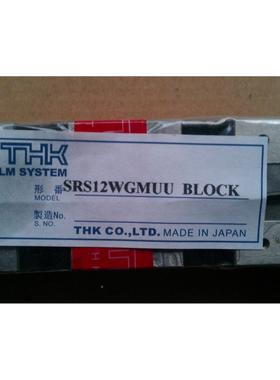 THK
LM SYSTEM
形番 SRS12WGMUU BLOCK
MODEL
製造No.
S. NO.
THK CO.,LTD. MADE IN JAPAN